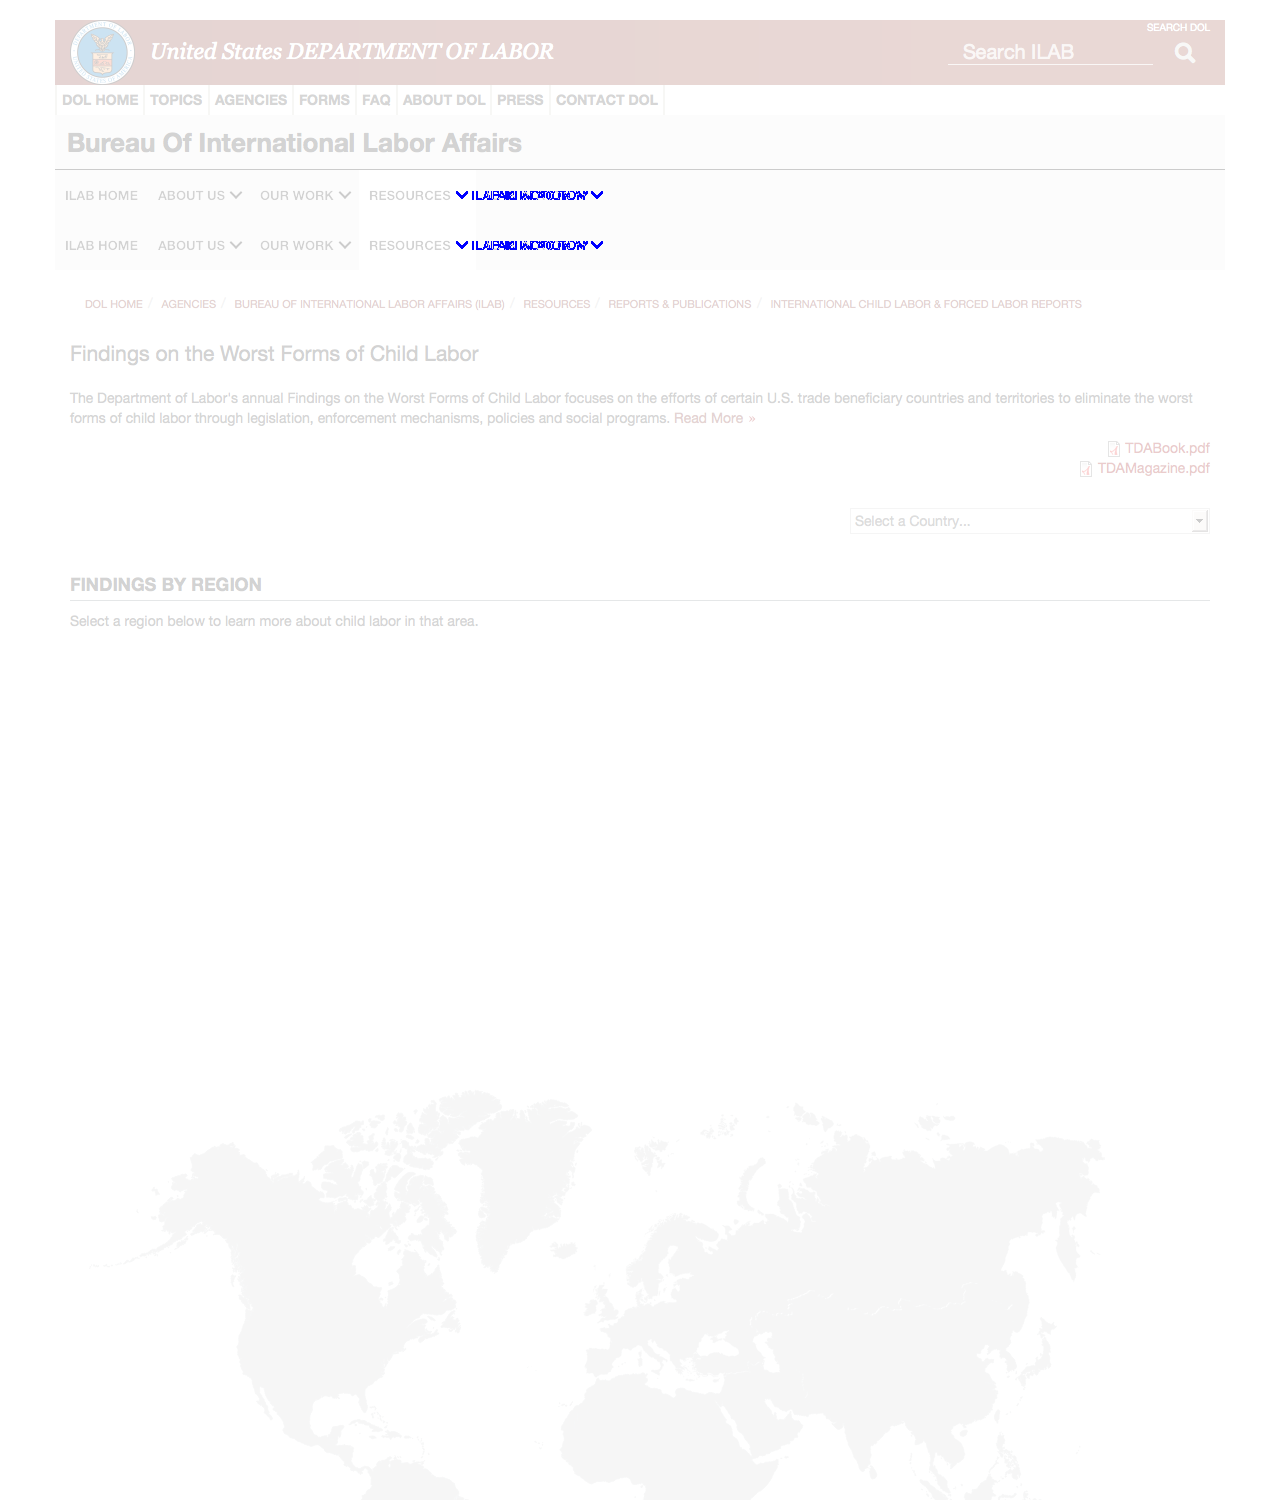 United States DEPARTMENT OF LABOR
SEARCH DOL
Search ILAB
DOL HOME TOPICS AGENCIES FORMS FAQ ABOUT DOL PRESS CONTACT DOL
Bureau Of International Labor Affairs
ILAB HOME ABOUT US OUR WORK RESOURCES
ILAB HOME ABOUT US OUR WORK RESOURCES
DOL HOME / AGENCIES / BUREAU OF INTERNATIONAL LABOR AFFAIRS (ILAB) / RESOURCES / REPORTS & PUBLICATIONS / INTERNATIONAL CHILD LABOR & FORCED LABOR REPORTS
Findings on the Worst Forms of Child Labor
The Department of Labor's annual Findings on the Worst Forms of Child Labor focuses on the efforts of certain U.S. trade beneficiary countries and territories to eliminate the worst
forms of child labor through legislation, enforcement mechanisms, policies and social programs. Read More »
TDABook.pdf
TDAMagazine.pdf
Select a Country...
FINDINGS BY REGION
Select a region below to learn more about child labor in that area.